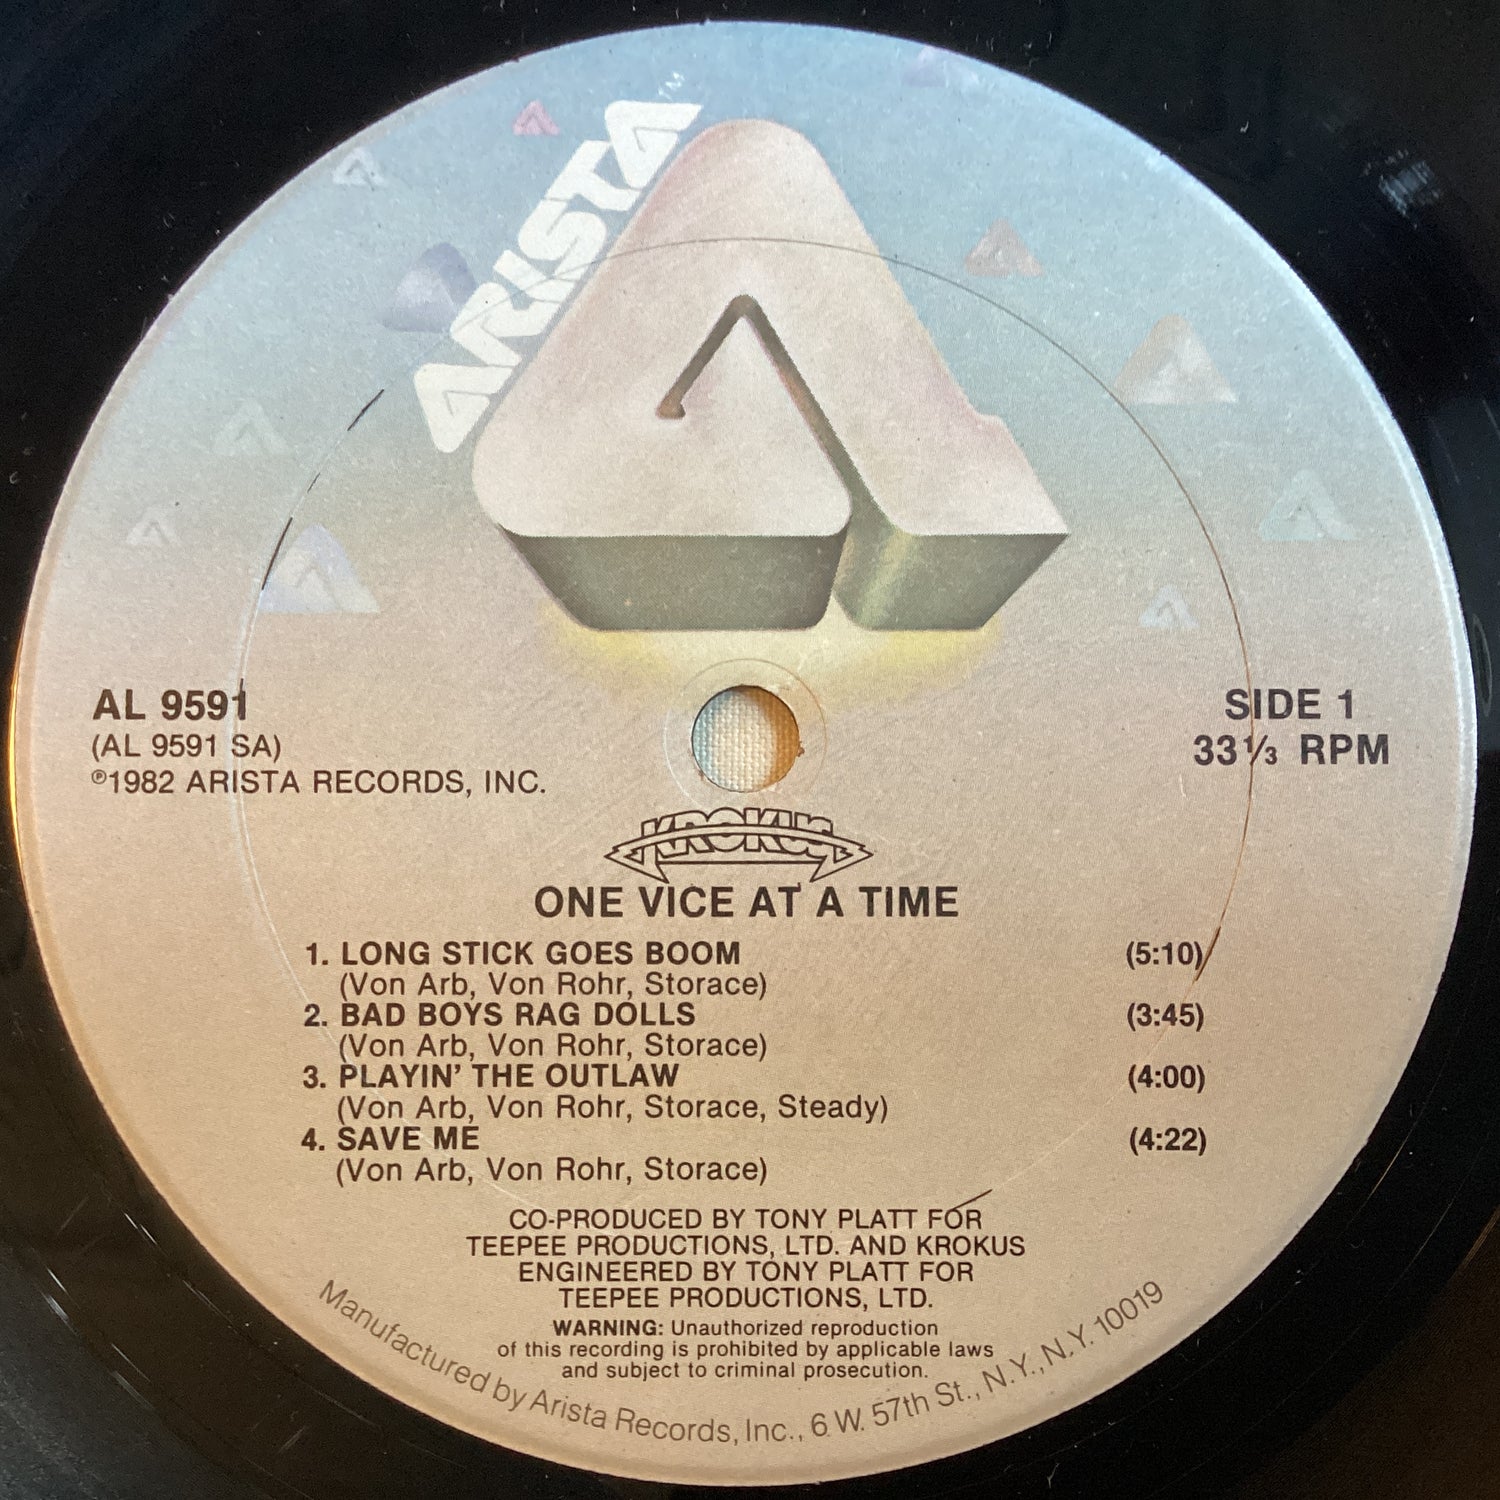 ARISTA™
AL 9591
(AL 9591 SA)
℗1982 ARISTA RECORDS, INC.
SIDE 1
33⅓ RPM
KROKUS
ONE VICE AT A TIME
1. LONG STICK GOES BOOM (5:10)
(Von Arb, Von Rohr, Storace)
2. BAD BOYS RAG DOLLS (3:45)
(Von Arb, Von Rohr, Storace)
3. PLAYIN' THE OUTLAW (4:00)
(Von Arb, Von Rohr, Storace, Steady)
4. SAVE ME (4:22)
(Von Arb, Von Rohr, Storace)
CO-PRODUCED BY TONY PLATT FOR
TEEPEE PRODUCTIONS, LTD. AND KROKUS
ENGINEERED BY TONY PLATT FOR
TEEPEE PRODUCTIONS, LTD.
WARNING: Unauthorized reproduction
of this recording is prohibited by applicable laws
and subject to criminal prosecution.
Manufactured by Arista Records, Inc., 6 W. 57th St., N.Y., N.Y. 10019